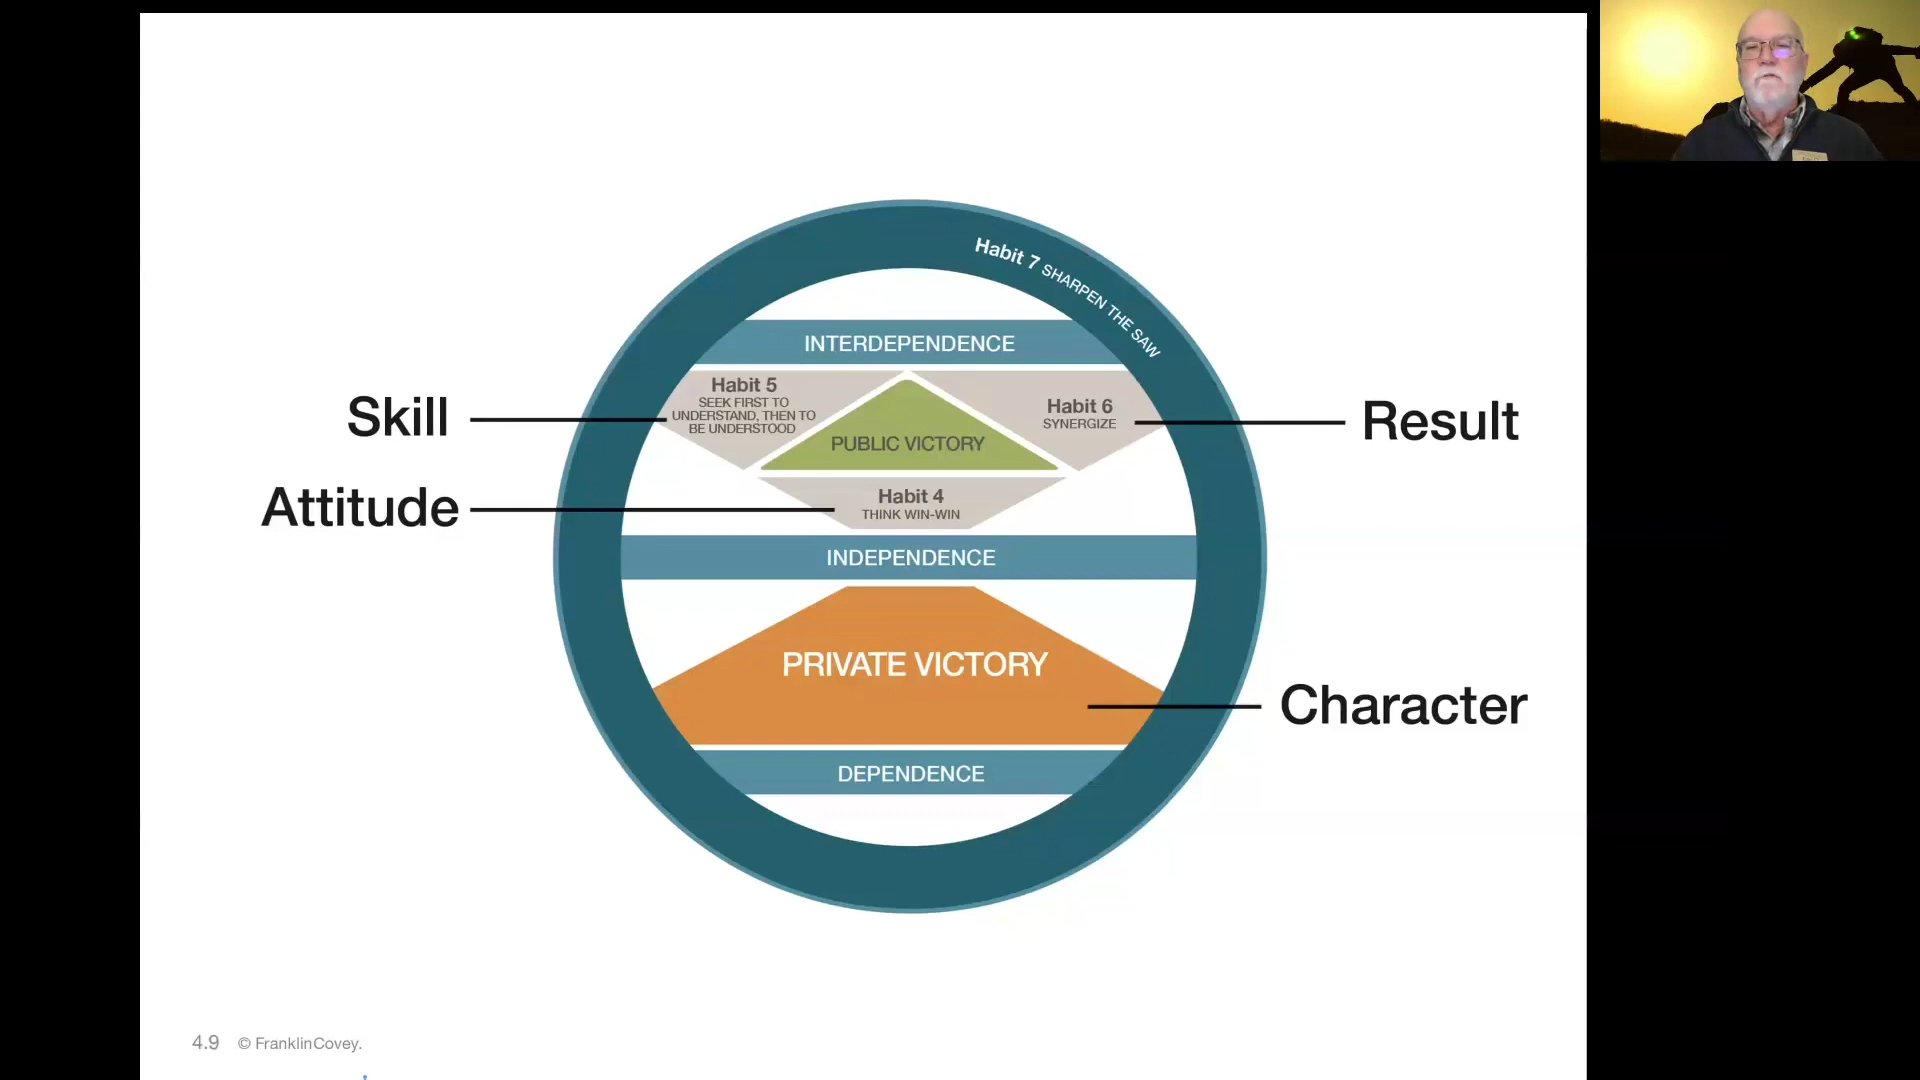 Habit 7 SHARPEN THE SAW
INTERDEPENDENCE
Habit 5
SEEK FIRST TO
UNDERSTAND, THEN TO
BE UNDERSTOOD
Habit 6
SYNERGIZE
Skill
Result
PUBLIC VICTORY
Attitude
Habit 4
THINK WIN-WIN
INDEPENDENCE
PRIVATE VICTORY
Character
DEPENDENCE
4.9 © FranklinCovey.